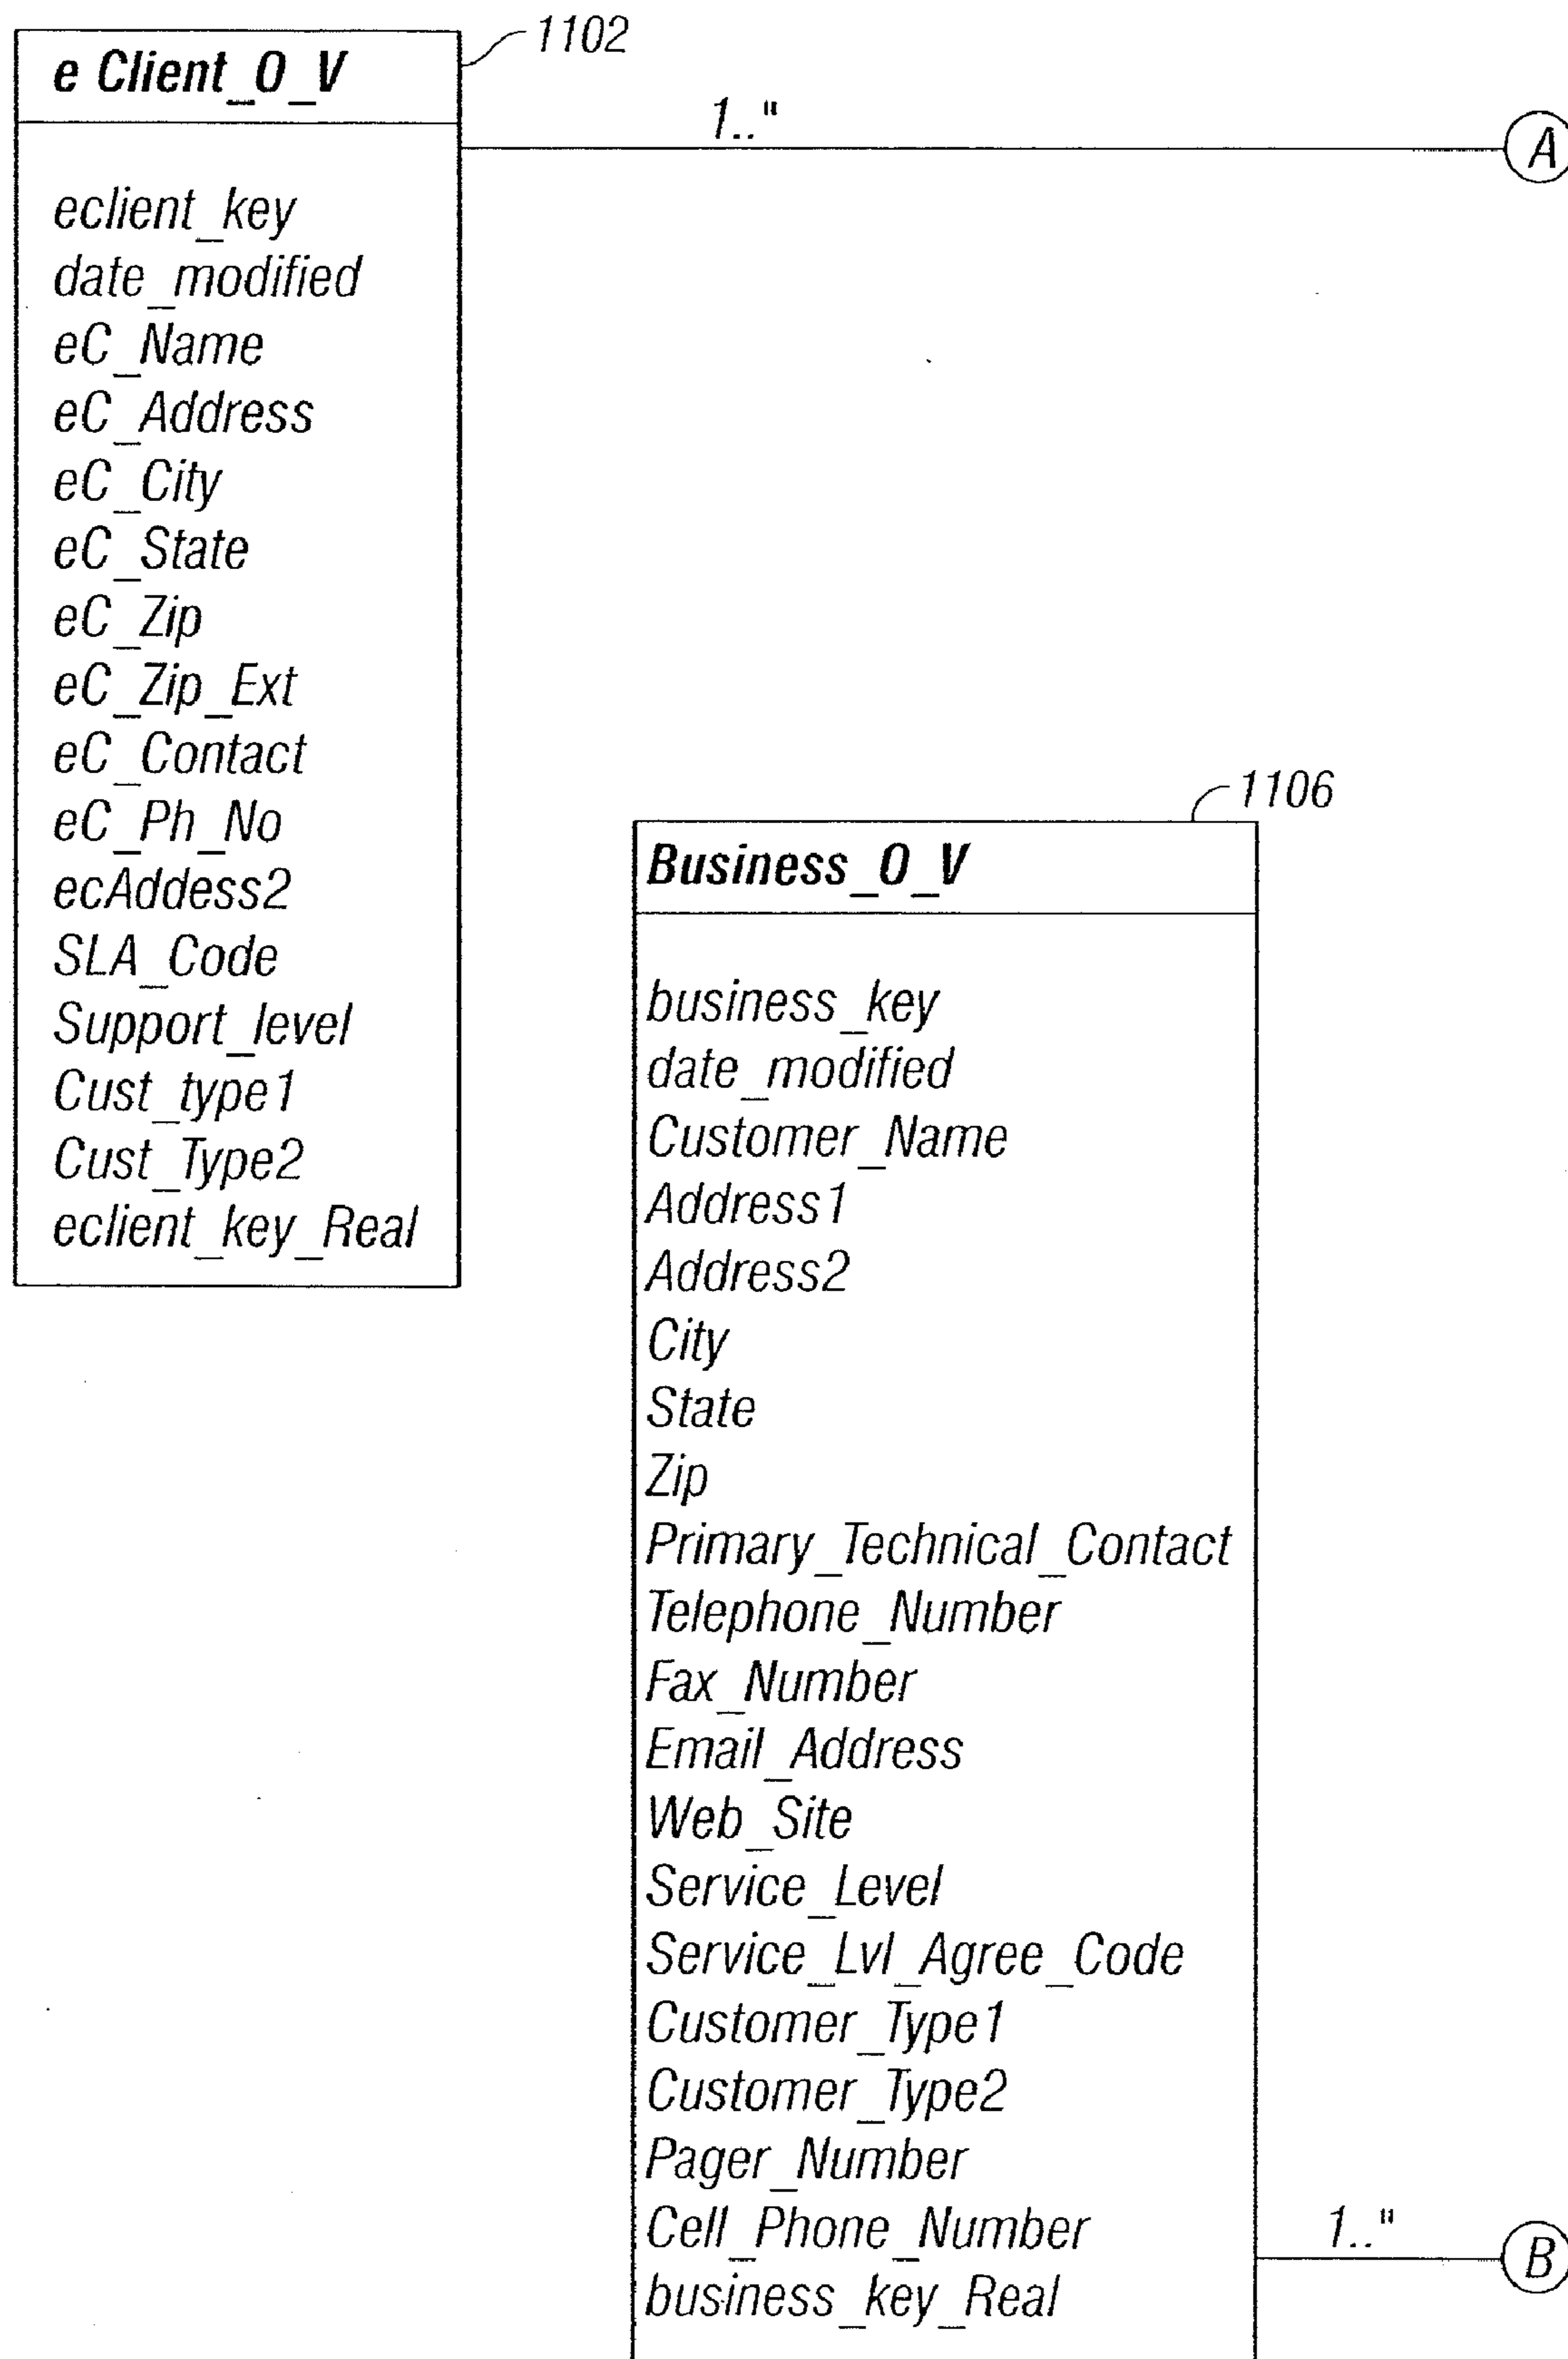 1102
e Client_O_V
1.."
A
eclient_key
date_modified
eC_Name
eC_Address
eC_City
eC_State
eC_Zip
eC_Zip_Ext
eC_Contact
eC_Ph_No
ecAddess2
SLA_Code
Support_level
Cust_type1
Cust_Type2
eclient_key_Real
1106
Business_O_V
business_key
date_modified
Customer_Name
Address1
Address2
City
State
Zip
Primary_Technical_Contact
Telephone_Number
Fax_Number
Email_Address
Web_Site
Service_Level
Service_Lvl_Agree_Code
Customer_Type1
Customer_Type2
Pager_Number
Cell_Phone_Number
business_key_Real
1.."
B